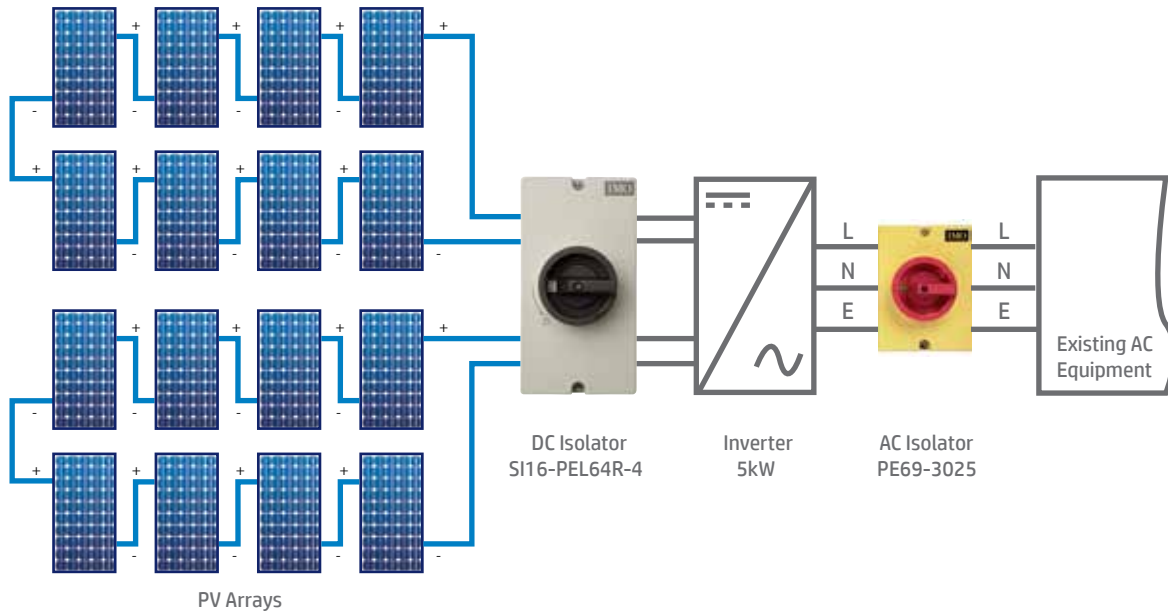 + + + +
- - - -
+ + + +
- - - -
+ + + +
- - - -
+ + + +
- - - -
IMO
IMO
L L
N N
E E
Existing AC
Equipment
DC Isolator
SI16-PEL64R-4
Inverter
5kW
AC Isolator
PE69-3025
PV Arrays